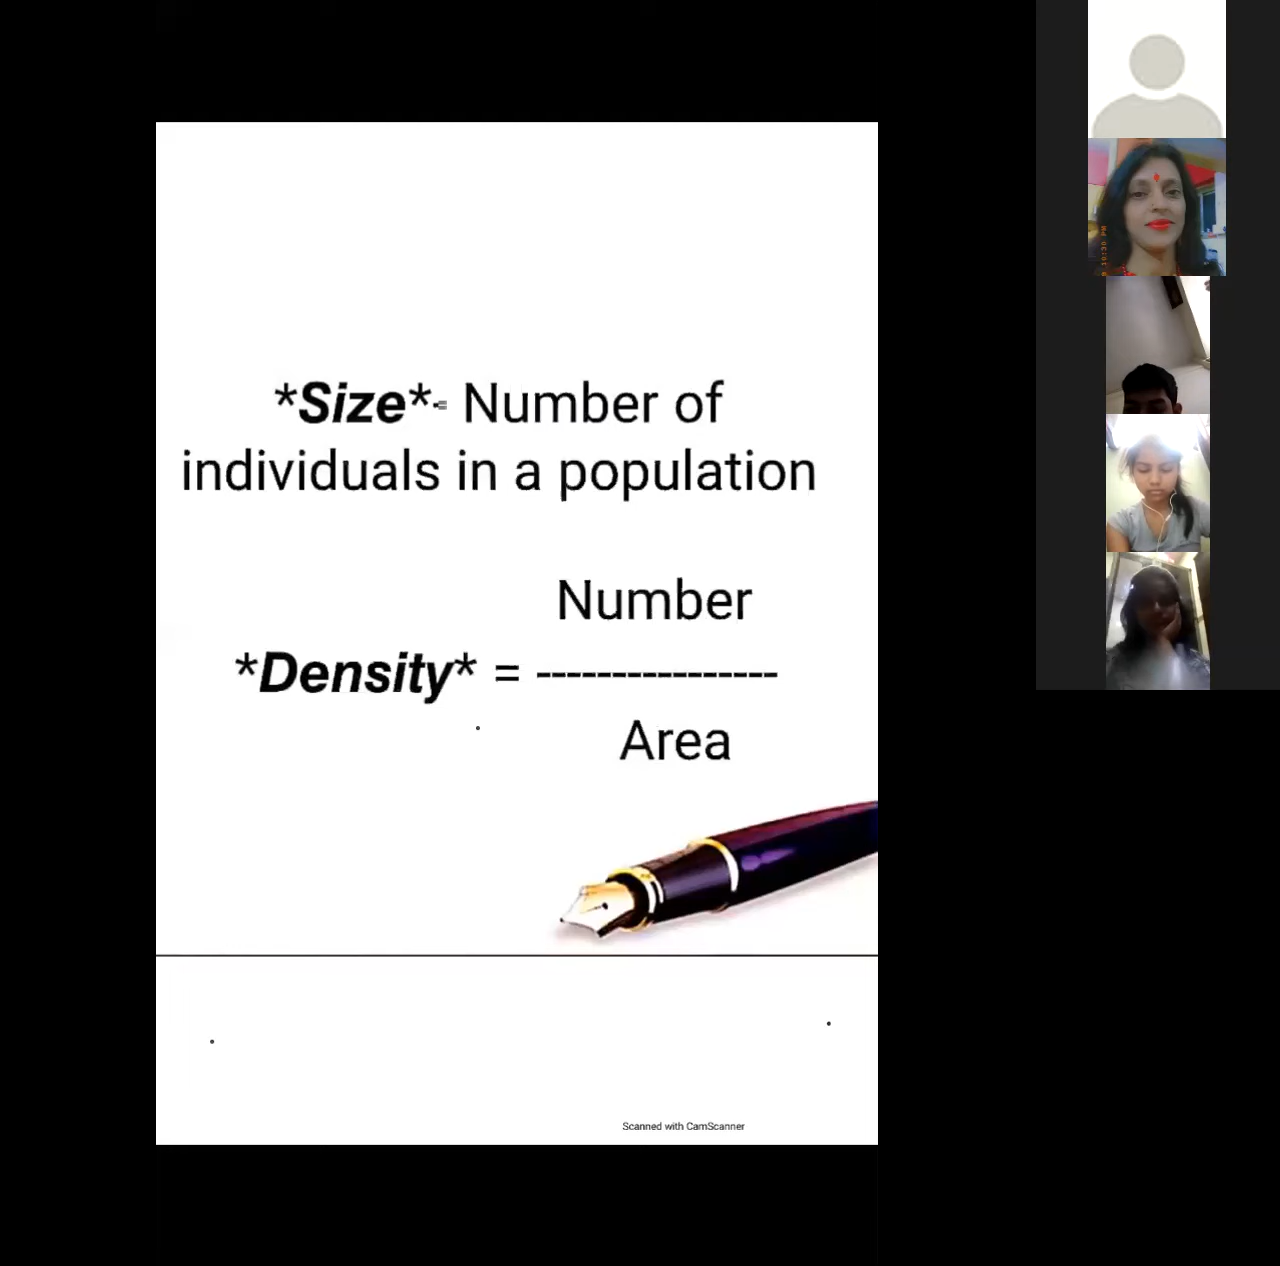 *Size*= Number of
individuals in a population
Number
*Density* = ----------------
Area
Scanned with CamScanner